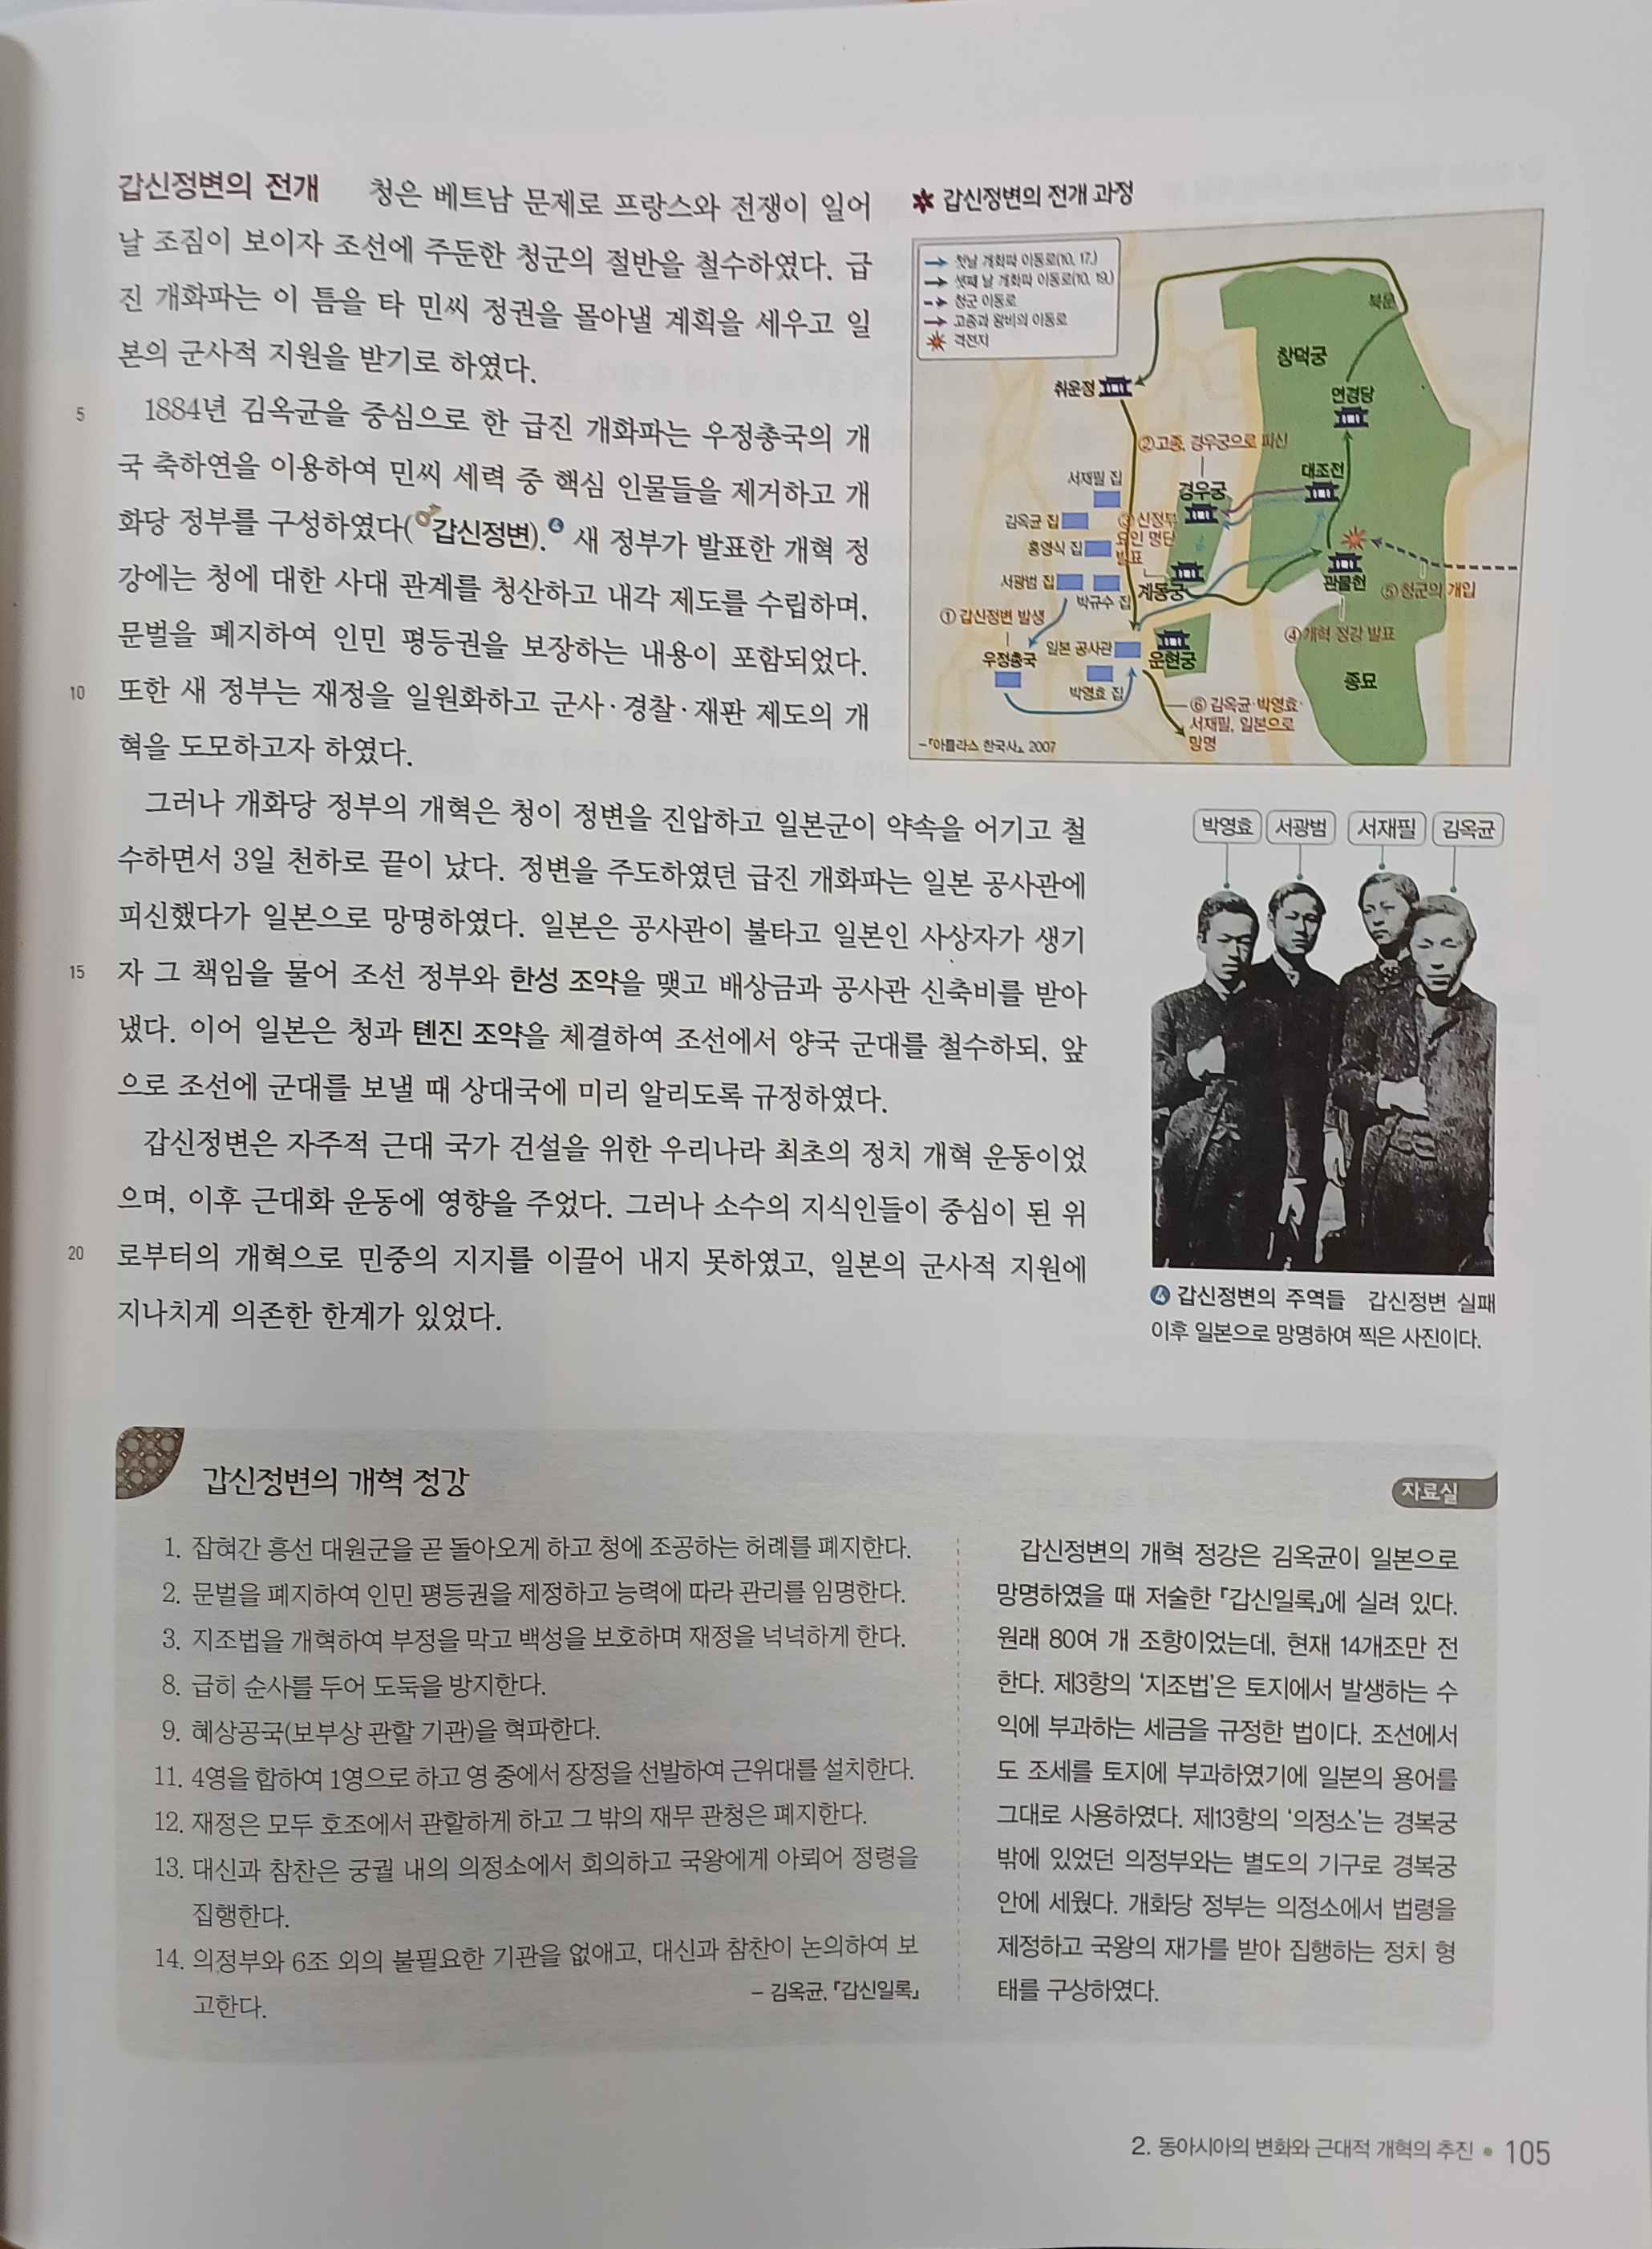 갑신정변의 전개 청은 베트남 문제로 프랑스와 전쟁이 일어
날 조짐이 보이자 조선에 주둔한 청군의 절반을 철수하였다. 급
진 개화파는 이 틈을 타 민씨 정권을 몰아낼 계획을 세우고 일
본의 군사적 지원을 받기로 하였다.
5 1884년 김옥균을 중심으로 한 급진 개화파는 우정총국의 개
국 축하연을 이용하여 민씨 세력 중 핵심 인물들을 제거하고 개
화당 정부를 구성하였다(갑신정변).4 새 정부가 발표한 개혁 정
강에는 청에 대한 사대 관계를 청산하고 내각 제도를 수립하며,
문벌을 폐지하여 인민 평등권을 보장하는 내용이 포함되었다.
10 또한 새 정부는 재정을 일원화하고 군사·경찰·재판 제도의 개
혁을 도모하고자 하였다.
그러나 개화당 정부의 개혁은 청이 정변을 진압하고 일본군이 약속을 어기고 철
수하면서 3일 천하로 끝이 났다. 정변을 주도하였던 급진 개화파는 일본 공사관에
피신했다가 일본으로 망명하였다. 일본은 공사관이 불타고 일본인 사상자가 생기
15 자 그 책임을 물어 조선 정부와 한성 조약을 맺고 배상금과 공사관 신축비를 받아
냈다. 이어 일본은 청과 톈진 조약을 체결하여 조선에서 양국 군대를 철수하되, 앞
으로 조선에 군대를 보낼 때 상대국에 미리 알리도록 규정하였다.
갑신정변은 자주적 근대 국가 건설을 위한 우리나라 최초의 정치 개혁 운동이었
으며, 이후 근대화 운동에 영향을 주었다. 그러나 소수의 지식인들이 중심이 된 위
20 로부터의 개혁으로 민중의 지지를 이끌어 내지 못하였고, 일본의 군사적 지원에
지나치게 의존한 한계가 있었다.
갑신정변의 전개 과정
첫날 개화파 이동로(10. 17.)
셋째 날 개화파 이동로(10. 19.)
청군 이동로
고종과 왕비의 이동로
격전지
북문
창덕궁
취운정
연경당
②고종, 경우궁으로 피신
대조전
서재필 집
경우궁
김옥균 집
③신정부
요인 명단
발표
홍영식 집
서광범 집
박규수 집
계동궁
관물헌
⑤청군의 개입
①갑신정변 발생
④개혁 정강 발표
우정총국
일본 공사관
운현궁
종묘
박영효 집
⑥김옥균·박영효·
서재필, 일본으로
망명
-『아틀라스 한국사』, 2007
박영효
서광범
서재필
김옥균
4 갑신정변의 주역들 갑신정변 실패
이후 일본으로 망명하여 찍은 사진이다.
갑신정변의 개혁 정강
자료실
1. 잡혀간 흥선 대원군을 곧 돌아오게 하고 청에 조공하는 허례를 폐지한다.
2. 문벌을 폐지하여 인민 평등권을 제정하고 능력에 따라 관리를 임명한다.
3. 지조법을 개혁하여 부정을 막고 백성을 보호하며 재정을 넉넉하게 한다.
8. 급히 순사를 두어 도둑을 방지한다.
9. 혜상공국(보부상 관할 기관)을 혁파한다.
11. 4영을 합하여 1영으로 하고 영 중에서 장정을 선발하여 근위대를 설치한다.
12. 재정은 모두 호조에서 관할하게 하고 그 밖의 재무 관청은 폐지한다.
13. 대신과 참찬은 궁궐 내의 의정소에서 회의하고 국왕에게 아뢰어 정령을
집행한다.
14. 의정부와 6조 외의 불필요한 기관을 없애고, 대신과 참찬이 논의하여 보
고한다.
- 김옥균, 『갑신일록』
갑신정변의 개혁 정강은 김옥균이 일본으로
망명하였을 때 저술한 『갑신일록』에 실려 있다.
원래 80여 개 조항이었는데, 현재 14개조만 전
한다. 제3항의 '지조법'은 토지에서 발생하는 수
익에 부과하는 세금을 규정한 법이다. 조선에서
도 조세를 토지에 부과하였기에 일본의 용어를
그대로 사용하였다. 제13항의 '의정소'는 경복궁
밖에 있었던 의정부와는 별도의 기구로 경복궁
안에 세웠다. 개화당 정부는 의정소에서 법령을
제정하고 국왕의 재가를 받아 집행하는 정치 형
태를 구상하였다.
2. 동아시아의 변화와 근대적 개혁의 추진 • 105